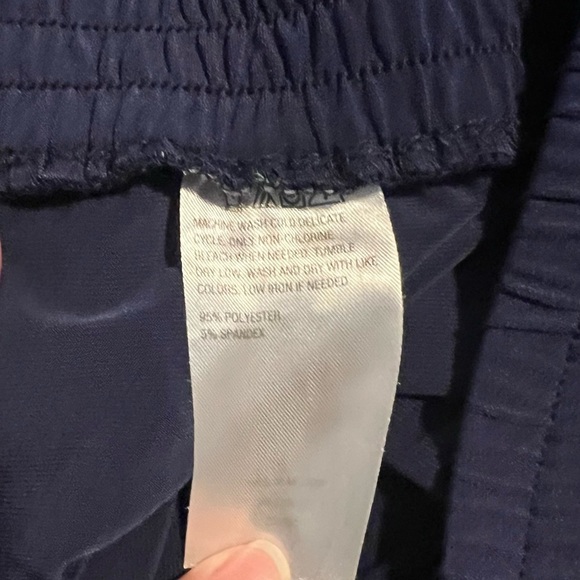 MACHINE WASH COLD DELICATE
CYCLE. ONLY NON-CHLORINE
BLEACH WHEN NEEDED. TUMBLE
DRY LOW. WASH AND DRY WITH LIKE
COLORS. LOW IRON IF NEEDED
95% POLYESTER
5% SPANDEX